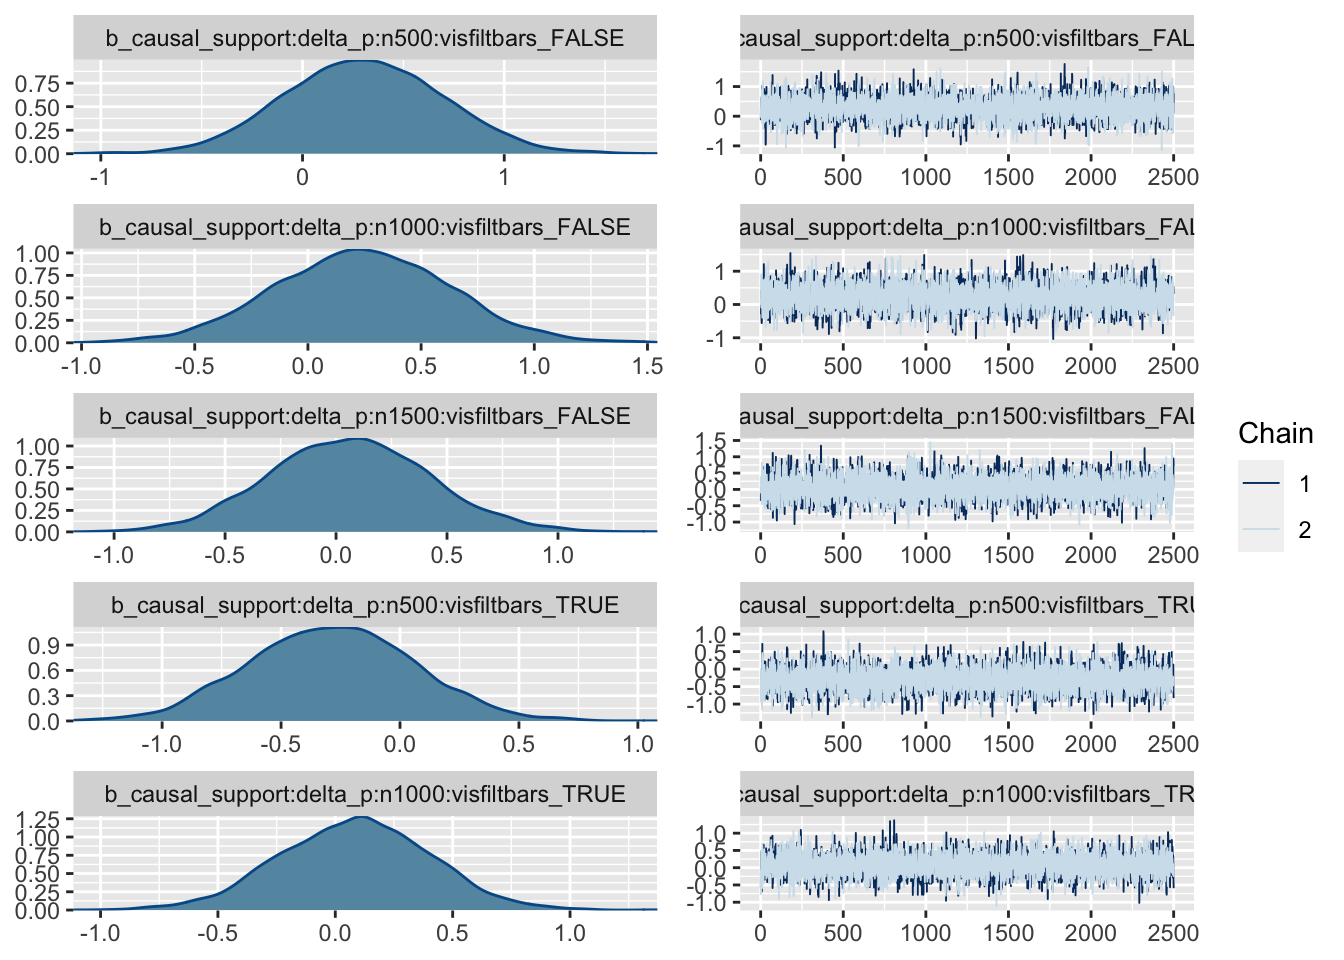 b_causal_support:delta_p:n500:visfiltbars_FALSE
0.75
0.50
0.25
0.00
-1 0 1
causal_support:delta_p:n500:visfiltbars_FAL
1
0
-1
0 500 1000 1500 2000 2500
b_causal_support:delta_p:n1000:visfiltbars_FALSE
1.00
0.75
0.50
0.25
0.00
-1.0 -0.5 0.0 0.5 1.0 1.5
ausal_support:delta_p:n1000:visfiltbars_FAL
1
0
-1
0 500 1000 1500 2000 2500
b_causal_support:delta_p:n1500:visfiltbars_FALSE
1.00
0.75
0.50
0.25
0.00
-1.0 -0.5 0.0 0.5 1.0
ausal_support:delta_p:n1500:visfiltbars_FAL
1.5
1.0
0.5
0.0
-0.5
-1.0
0 500 1000 1500 2000 2500
Chain
1
2
b_causal_support:delta_p:n500:visfiltbars_TRUE
0.9
0.6
0.3
0.0
-1.0 -0.5 0.0 0.5 1.0
causal_support:delta_p:n500:visfiltbars_TRU
1.0
0.5
0.0
-0.5
-1.0
0 500 1000 1500 2000 2500
b_causal_support:delta_p:n1000:visfiltbars_TRUE
1.25
1.00
0.75
0.50
0.25
0.00
-1.0 -0.5 0.0 0.5 1.0
causal_support:delta_p:n1000:visfiltbars_TR
1.0
0.5
0.0
-0.5
-1.0
0 500 1000 1500 2000 2500